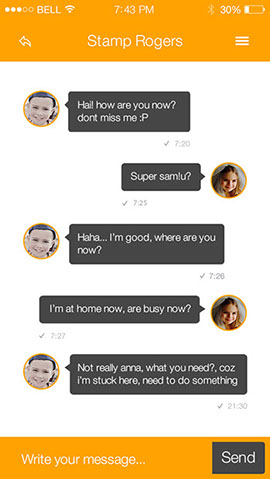 BELL 7:43 PM 30%
Stamp Rogers
Hai! how are you now?
dont miss me :P
7:20
Super sam!u?
7:25
Haha... I'm good, where are you
now?
7:26
I'm at home now, are busy now?
7:27
Not really anna, what you need?, coz
i'm stuck here, need to do something
21:30
Write your message... Send